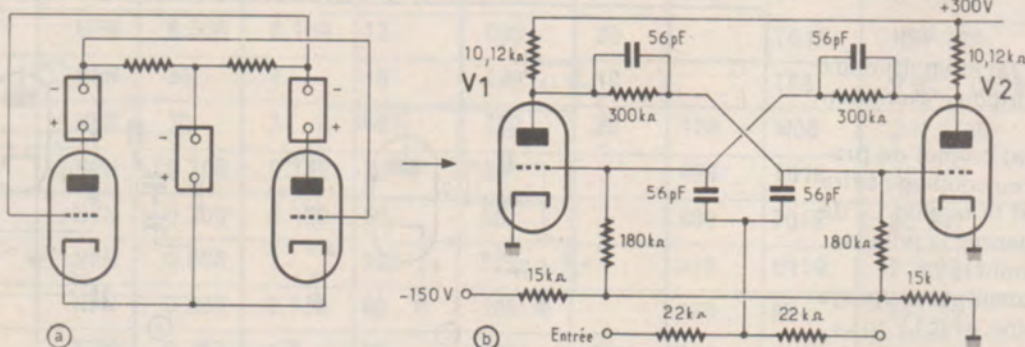 +300V
10,12kΩ
56pF
56pF
10,12kΩ
V1
V2
300kΩ
300kΩ
-
+
-
+
-
+
56pF
56pF
180kΩ
180kΩ
-150 V
15kΩ
15k
22kΩ
22kΩ
Entrée
a
b